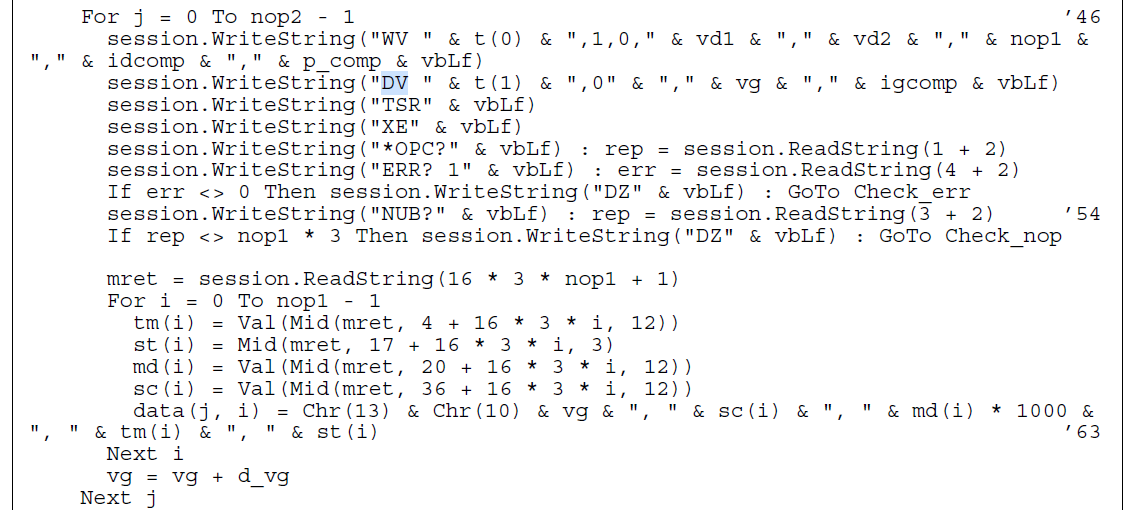 For j = 0 To nop2 - 1 '46
session.WriteString("WV " & t(0) & ",1,0," & vd1 & "," & vd2 & "," & nop1 &
"," & idcomp & "," & p_comp & vbLf)
session.WriteString("DV " & t(1) & ",0" & "," & vg & "," & igcomp & vbLf)
session.WriteString("TSR" & vbLf)
session.WriteString("XE" & vbLf)
session.WriteString("*OPC?" & vbLf) : rep = session.ReadString(1 + 2)
session.WriteString("ERR? 1" & vbLf) : err = session.ReadString(4 + 2)
If err <> 0 Then session.WriteString("DZ" & vbLf) : GoTo Check_err
session.WriteString("NUB?" & vbLf) : rep = session.ReadString(3 + 2) '54
If rep <> nop1 * 3 Then session.WriteString("DZ" & vbLf) : GoTo Check_nop
mret = session.ReadString(16 * 3 * nop1 + 1)
For i = 0 To nop1 - 1
tm(i) = Val(Mid(mret, 4 + 16 * 3 * i, 12))
st(i) = Mid(mret, 17 + 16 * 3 * i, 3)
md(i) = Val(Mid(mret, 20 + 16 * 3 * i, 12))
sc(i) = Val(Mid(mret, 36 + 16 * 3 * i, 12))
data(j, i) = Chr(13) & Chr(10) & vg & ", " & sc(i) & ", " & md(i) * 1000 &
", " & tm(i) & ", " & st(i) '63
Next i
vg = vg + d_vg
Next j